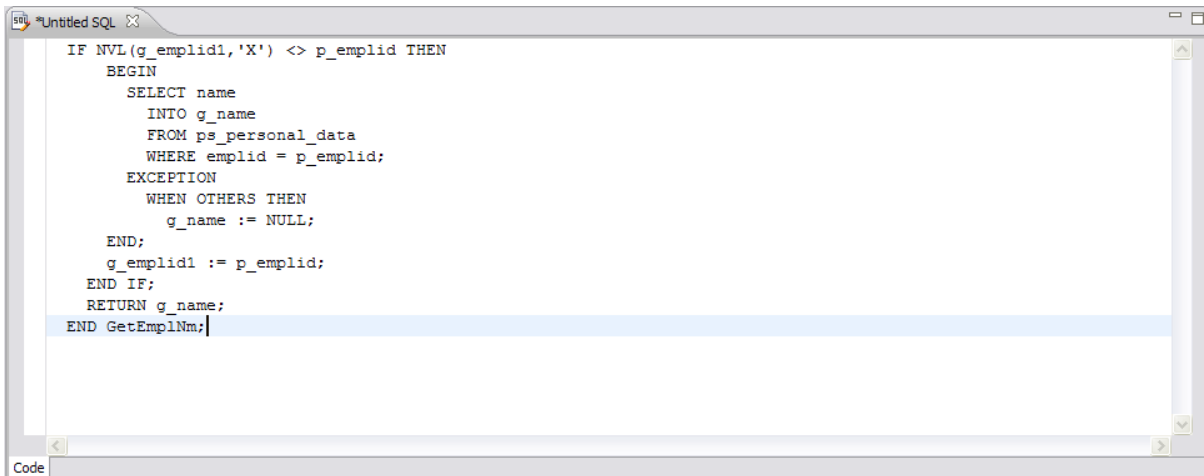 *Untitled SQL
IF NVL(g_emplid1,'X') <> p_emplid THEN
BEGIN
SELECT name
INTO g_name
FROM ps_personal_data
WHERE emplid = p_emplid;
EXCEPTION
WHEN OTHERS THEN
g_name := NULL;
END;
g_emplid1 := p_emplid;
END IF;
RETURN g_name;
END GetEmplNm;
Code